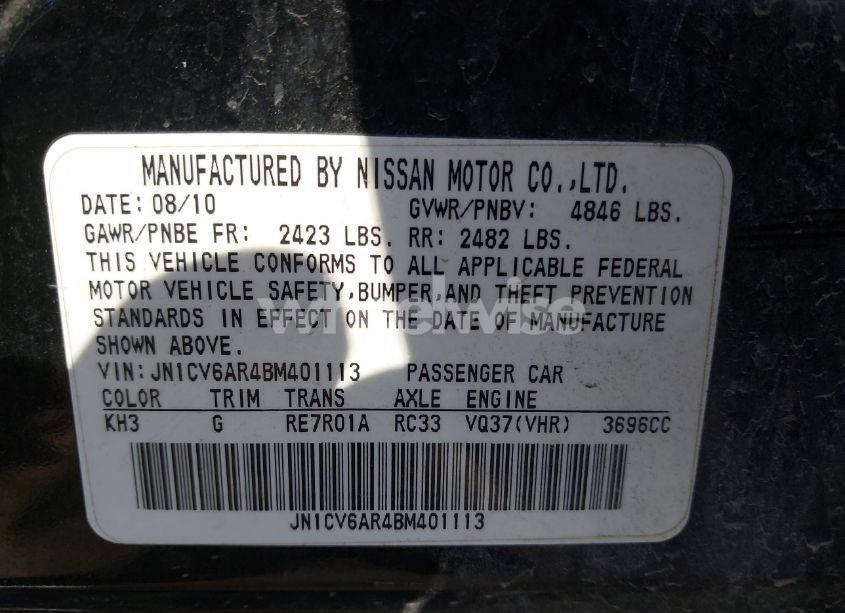 MANUFACTURED BY NISSAN MOTOR CO.,LTD.
DATE: 08/10 GVWR/PNBV: 4846 LBS.
GAWR/PNBE FR: 2423 LBS. RR: 2482 LBS.
THIS VEHICLE CONFORMS TO ALL APPLICABLE FEDERAL
MOTOR VEHICLE SAFETY,BUMPER,AND THEFT PREVENTION
STANDARDS IN EFFECT ON THE DATE OF MANUFACTURE
SHOWN ABOVE.
VIN: JN1CV6AR4BM401113 PASSENGER CAR
COLOR TRIM TRANS AXLE ENGINE
KH3 G RE7R01A RC33 VQ37(VHR) 3696CC
JN1CV6AR4BM401113